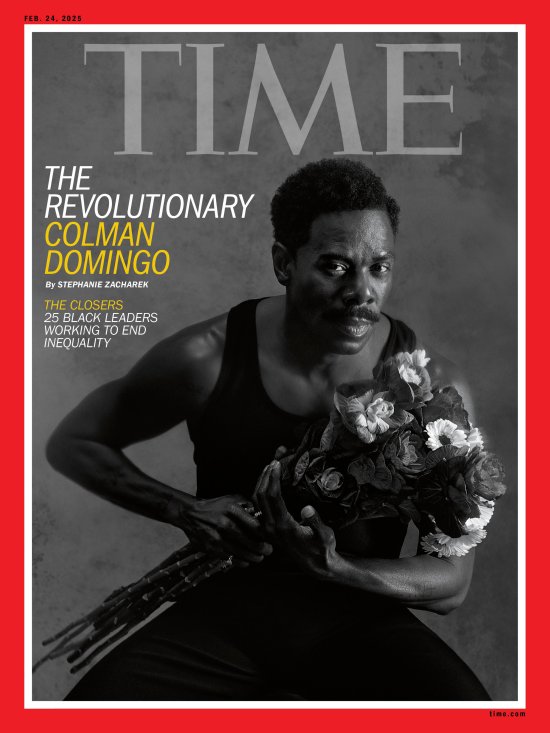 FEB. 24, 2025
TIME
THE
REVOLUTIONARY
COLMAN
DOMINGO
By STEPHANIE ZACHAREK
THE CLOSERS
25 BLACK LEADERS
WORKING TO END
INEQUALITY
time.com